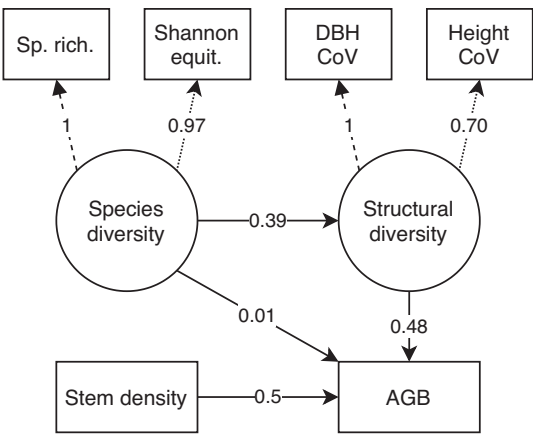 Sp. rich.
Shannon
equit.
DBH
CoV
Height
CoV
1
0.97
1
0.70
Species
diversity
0.39
Structural
diversity
0.01
0.48
Stem density
0.5
AGB